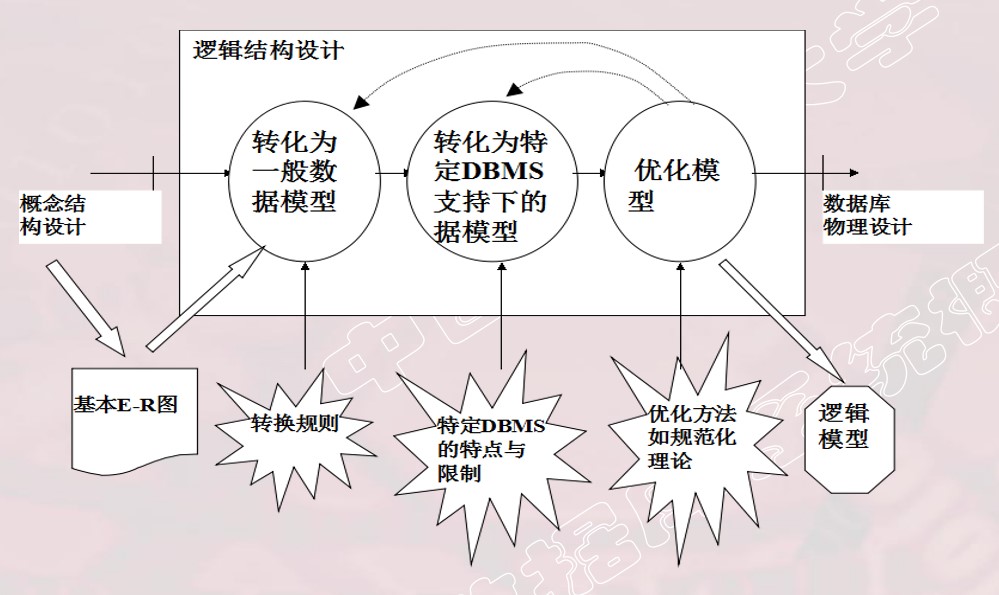 逻辑结构设计
转化为
一般数
据模型
转化为特
定DBMS
支持下的
据模型
优化模
型
概念结
构设计
数据库
物理设计
基本E-R图
转换规则
特定DBMS
的特点与
限制
优化方法
如规范化
理论
逻辑
模型